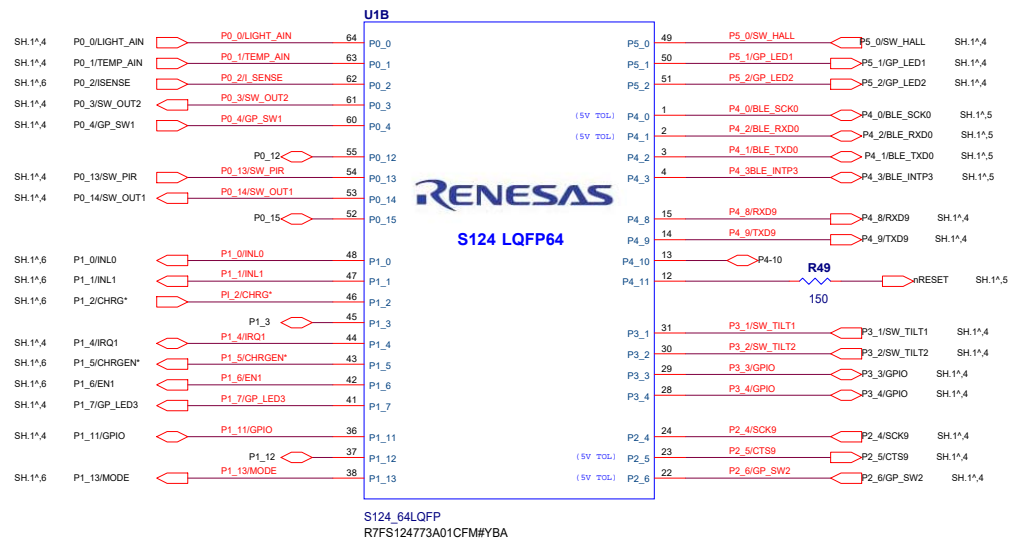 U1B
SH.1^,4 P0_0/LIGHT_AIN P0_0/LIGHT_AIN 64 P0_0
SH.1^,4 P0_1/TEMP_AIN P0_1/TEMP_AIN 63 P0_1
SH.1^,6 P0_2/ISENSE P0_2/I_SENSE 62 P0_2
SH.1^,4 P0_3/SW_OUT2 P0_3/SW_OUT2 61 P0_3
SH.1^,4 P0_4/GP_SW1 P0_4/GP_SW1 60 P0_4
P0_12 55 P0_12
SH.1^,4 P0_13/SW_PIR P0_13/SW_PIR 54 P0_13
SH.1^,4 P0_14/SW_OUT1 P0_14/SW_OUT1 53 P0_14
P0_15 52 P0_15
SH.1^,6 P1_0/INL0 P1_0/INL0 48 P1_0
SH.1^,6 P1_1/INL1 P1_1/INL1 47 P1_1
SH.1^,6 P1_2/CHRG* PI_2/CHRG* 46 P1_2
P1_3 45 P1_3
SH.1^,4 P1_4/IRQ1 P1_4/IRQ1 44 P1_4
SH.1^,6 P1_5/CHRGEN* P1_5/CHRGEN* 43 P1_5
SH.1^,6 P1_6/EN1 P1_6/EN1 42 P1_6
SH.1^,4 P1_7/GP_LED3 P1_7/GP_LED3 41 P1_7
SH.1^,4 P1_11/GPIO P1_11/GPIO 36 P1_11
P1_12 37 P1_12
SH.1^,6 P1_13/MODE P1_13/MODE 38 P1_13
RENESAS
S124 LQFP64
P5_0 49 P5_0/SW_HALL P5_0/SW_HALL SH.1^,4
P5_1 50 P5_1/GP_LED1 P5_1/GP_LED1 SH.1^,4
P5_2 51 P5_2/GP_LED2 P5_2/GP_LED2 SH.1^,4
(5V TOL) P4_0 1 P4_0/BLE_SCK0 P4_0/BLE_SCK0 SH.1^,5
(5V TOL) P4_1 2 P4_2/BLE_RXD0 P4_2/BLE_RXD0 SH.1^,5
P4_2 3 P4_1/BLE_TXD0 P4_1/BLE_TXD0 SH.1^,5
P4_3 4 P4_3BLE_INTP3 P4_3/BLE_INTP3 SH.1^,5
P4_8 15 P4_8/RXD9 P4_8/RXD9 SH.1^,4
P4_9 14 P4_9/TXD9 P4_9/TXD9 SH.1^,4
P4_10 13 P4-10
P4_11 12 R49 150 nRESET SH.1^,5
P3_1 31 P3_1/SW_TILT1 P3_1/SW_TILT1 SH.1^,4
P3_2 30 P3_2/SW_TILT2 P3_2/SW_TILT2 SH.1^,4
P3_3 29 P3_3/GPIO P3_3/GPIO SH.1^,4
P3_4 28 P3_4/GPIO P3_4/GPIO SH.1^,4
P2_4 24 P2_4/SCK9 P2_4/SCK9 SH.1^,4
(5V TOL) P2_5 23 P2_5/CTS9 P2_5/CTS9 SH.1^,4
(5V TOL) P2_6 22 P2_6/GP_SW2 P2_6/GP_SW2 SH.1^,4
S124_64LQFP
R7FS124773A01CFM#YBA